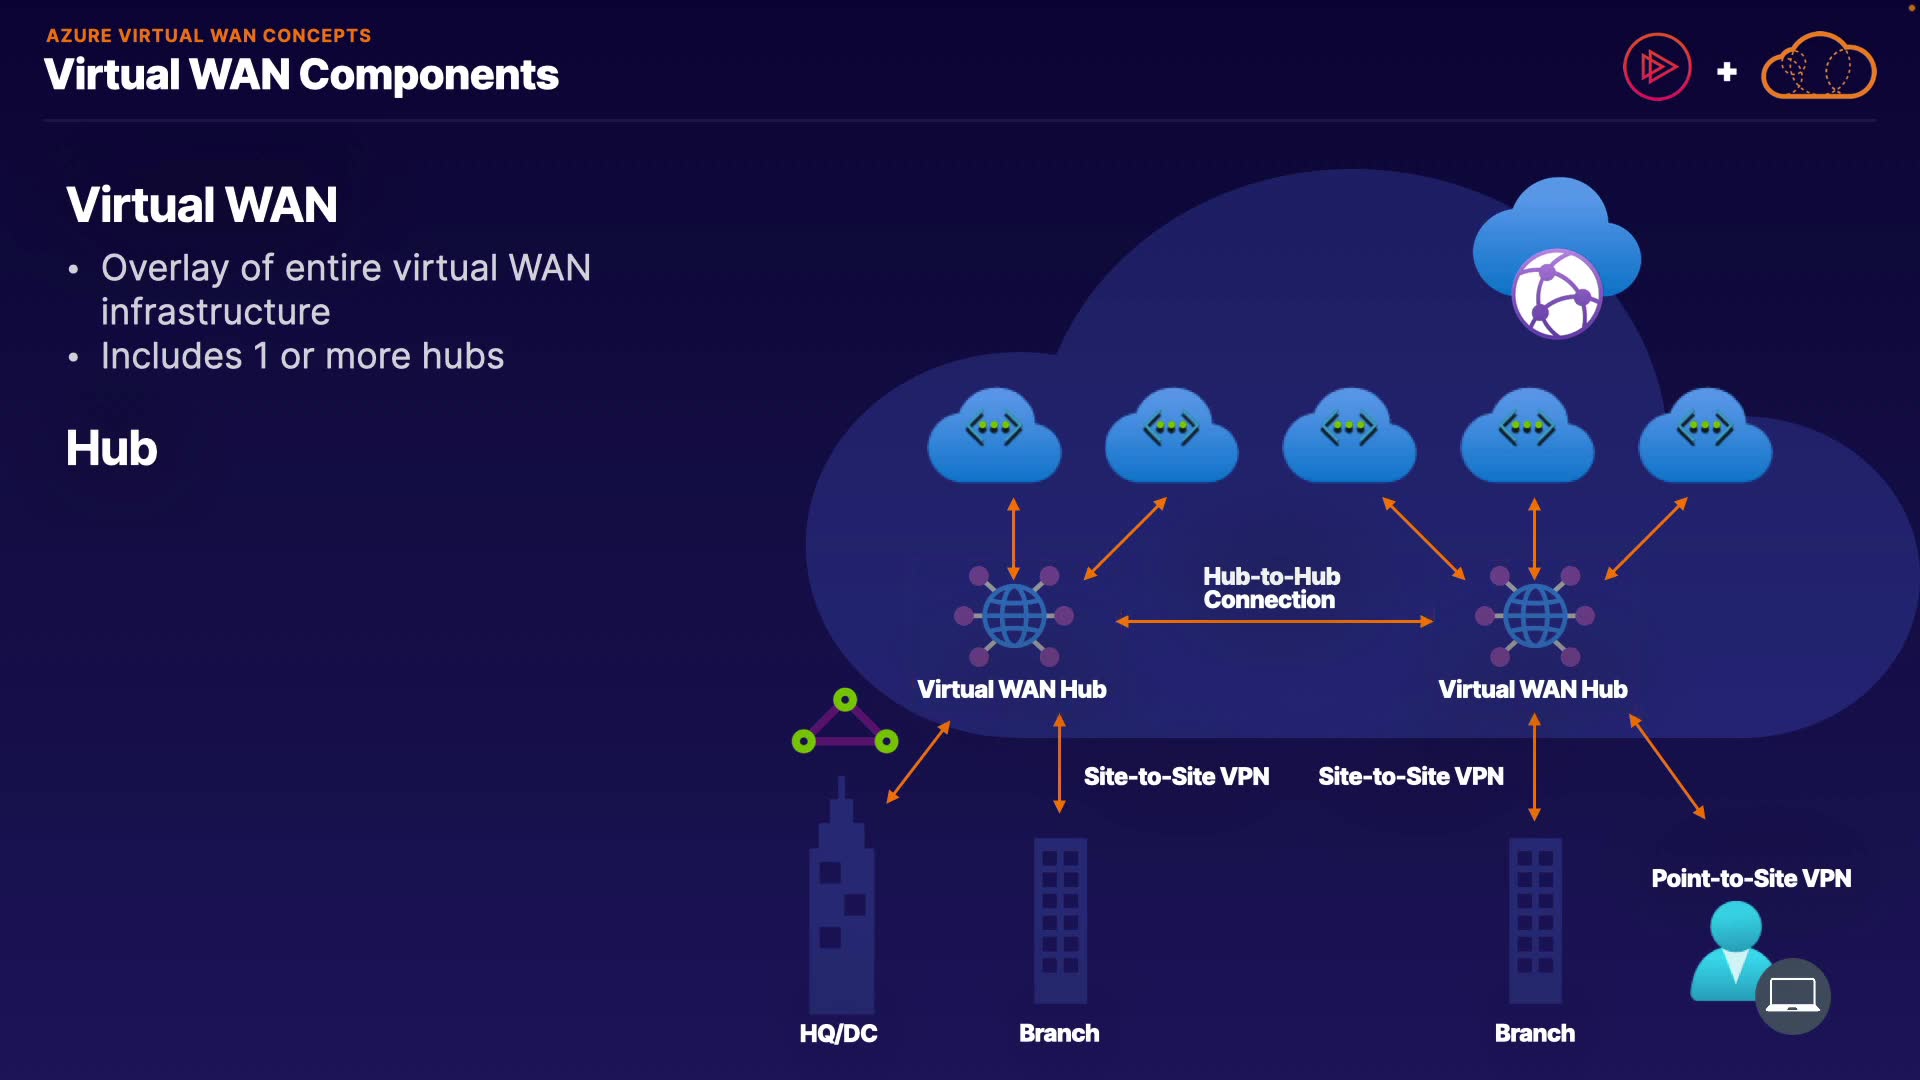 AZURE VIRTUAL WAN CONCEPTS
Virtual WAN Components
Virtual WAN
• Overlay of entire virtual WAN
infrastructure
• Includes 1 or more hubs
Hub
Hub-to-Hub
Connection
Virtual WAN Hub
Virtual WAN Hub
Site-to-Site VPN
Site-to-Site VPN
Point-to-Site VPN
HQ/DC
Branch
Branch